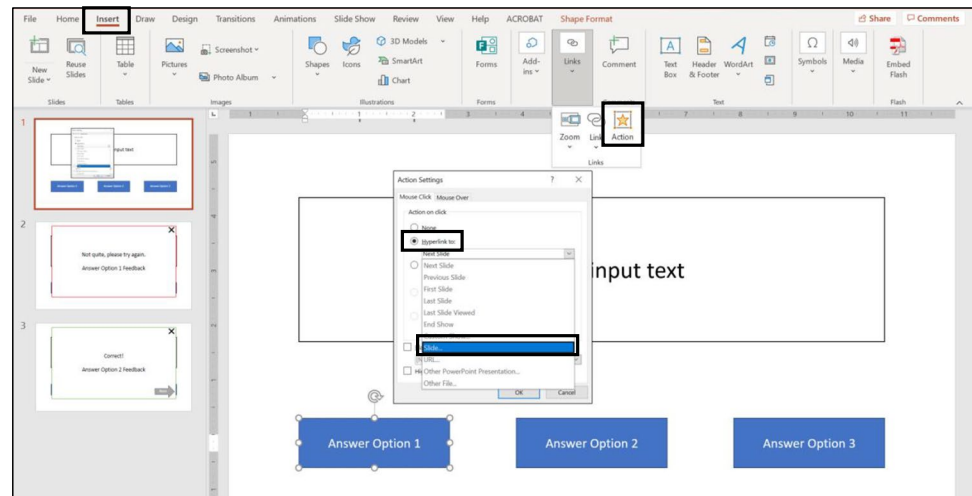 File Home Insert Draw Design Transitions Animations Slide Show Review View Help ACROBAT Shape Format Share Comments
New Slide
Reuse Slides
Table
Pictures
Screenshot
Photo Album
Shapes
Icons
3D Models
SmartArt
Chart
Forms
Add-ins
Links
Comment
Text Box
Header & Footer
WordArt
Symbols
Media
Embed Flash
Slides Tables Images Illustrations Forms Text Flash
Zoom Link Action
Links
1
2
Not quite, please try again.
Answer Option 1 Feedback
3
Correct!
Answer Option 2 Feedback
Action Settings
Mouse Click Mouse Over
Action on click
None
Hyperlink to:
Next Slide
Next Slide
Previous Slide
First Slide
Last Slide
Last Slide Viewed
End Show
Slide...
URL...
Other PowerPoint Presentation...
Other File...
OK Cancel
input text
Answer Option 1 Answer Option 2 Answer Option 3